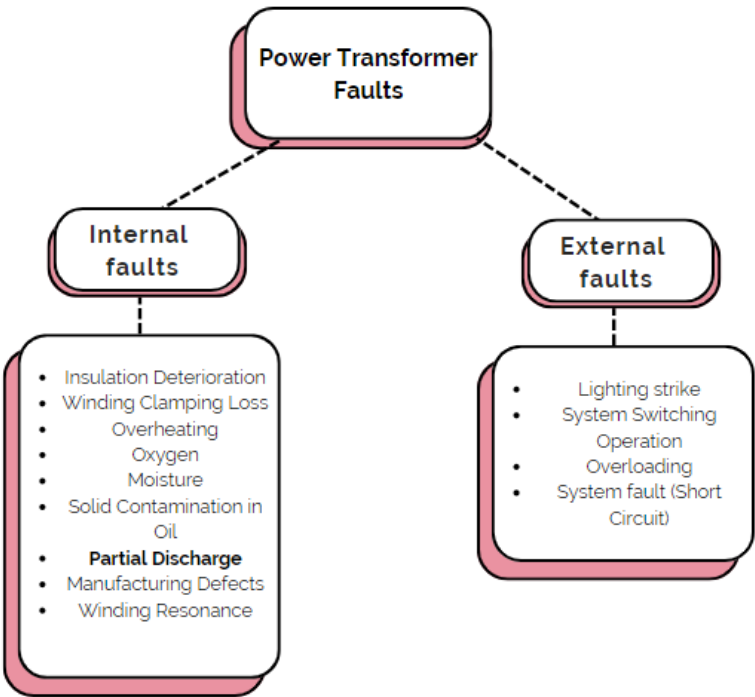 Power Transformer
Faults
Internal
faults
External
faults
• Insulation Deterioration
• Winding Clamping Loss
• Overheating
• Oxygen
• Moisture
• Solid Contamination in
Oil
• Partial Discharge
• Manufacturing Defects
• Winding Resonance
• Lighting strike
• System Switching
Operation
• Overloading
• System fault (Short
Circuit)